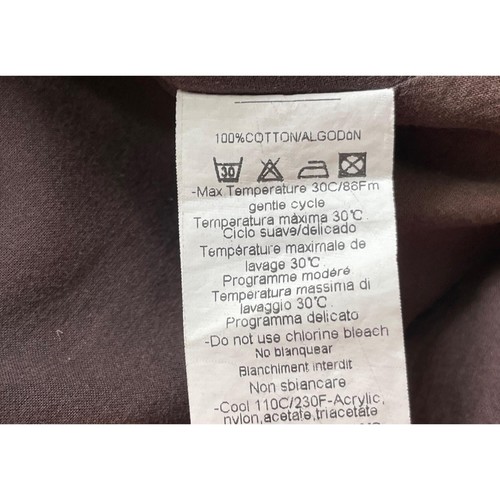 100%COTTON/ALGODóN
30
-Max Temperature 30C/86Fm
gentle cycle
Temperatura máxima 30℃.
Ciclo suave/delicado
Température maximale de
lavage 30℃.
Programme modéré
Temperatura massima di
lavaggio 30℃.
Programma delicato
-Do not use chlorine bleach
No blanquear
Blanchiment interdit
Non sbiancare
-Cool 110C/230F-Acrylic,
nylon,acetate,triacetate